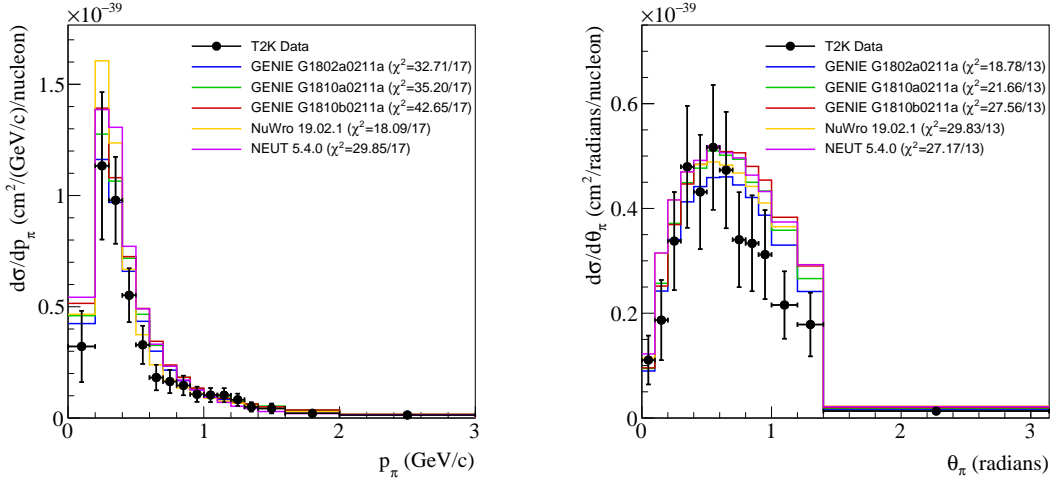 ×10⁻³⁹
T2K Data
GENIE G1802a0211a (χ²=32.71/17)
GENIE G1810a0211a (χ²=35.20/17)
GENIE G1810b0211a (χ²=42.65/17)
NuWro 19.02.1 (χ²=18.09/17)
NEUT 5.4.0 (χ²=29.85/17)
dσ/dp_π (cm²/(GeV/c)/nucleon)
1.5
1
0.5
0
0 1 2 3
p_π (GeV/c)
×10⁻³⁹
T2K Data
GENIE G1802a0211a (χ²=18.78/13)
GENIE G1810a0211a (χ²=21.66/13)
GENIE G1810b0211a (χ²=27.56/13)
NuWro 19.02.1 (χ²=29.83/13)
NEUT 5.4.0 (χ²=27.17/13)
dσ/dθ_π (cm²/radians/nucleon)
0.6
0.4
0.2
0
0 1 2 3
θ_π (radians)